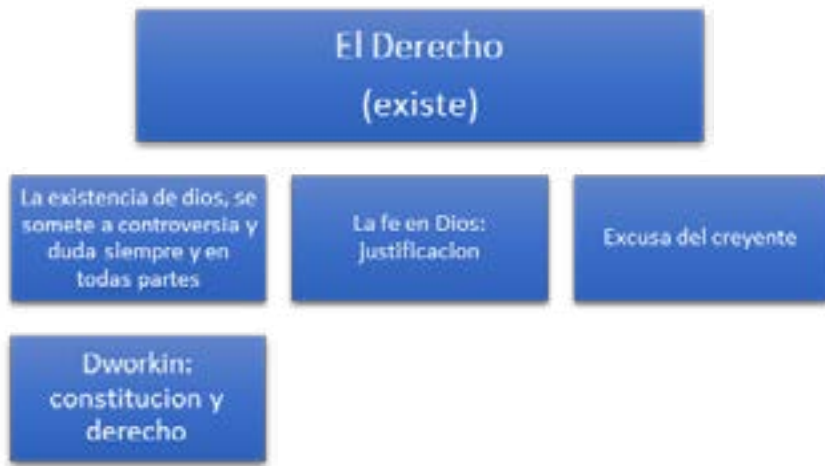 El Derecho
(existe)
La existencia de dios, se
somete a controversia y
duda siempre y en
todas partes
La fe en Dios:
Justificacion
Excusa del creyente
Dworkin:
constitucion y
derecho